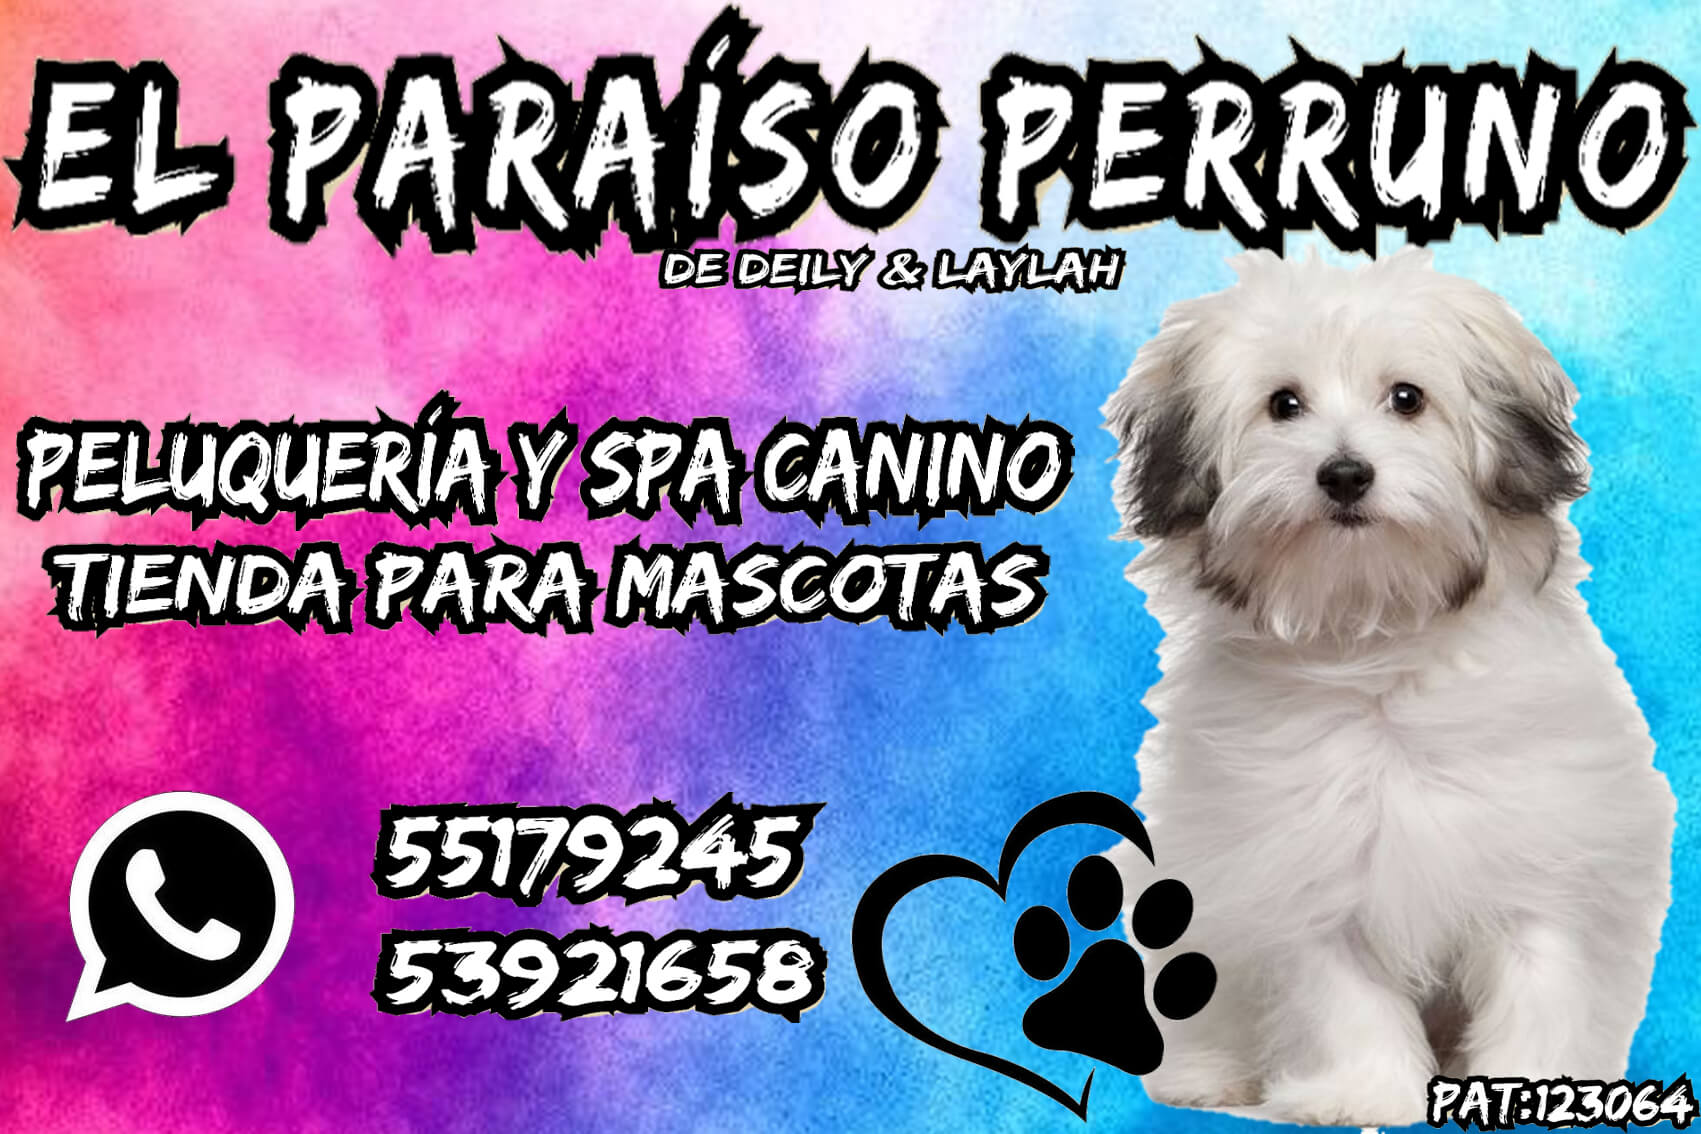 EL PARAÍSO PERRUNO
DE DEILY & LAYLAH
PELUQUERÍA Y SPA CANINO
TIENDA PARA MASCOTAS
55179245
53921658
PAT:123064